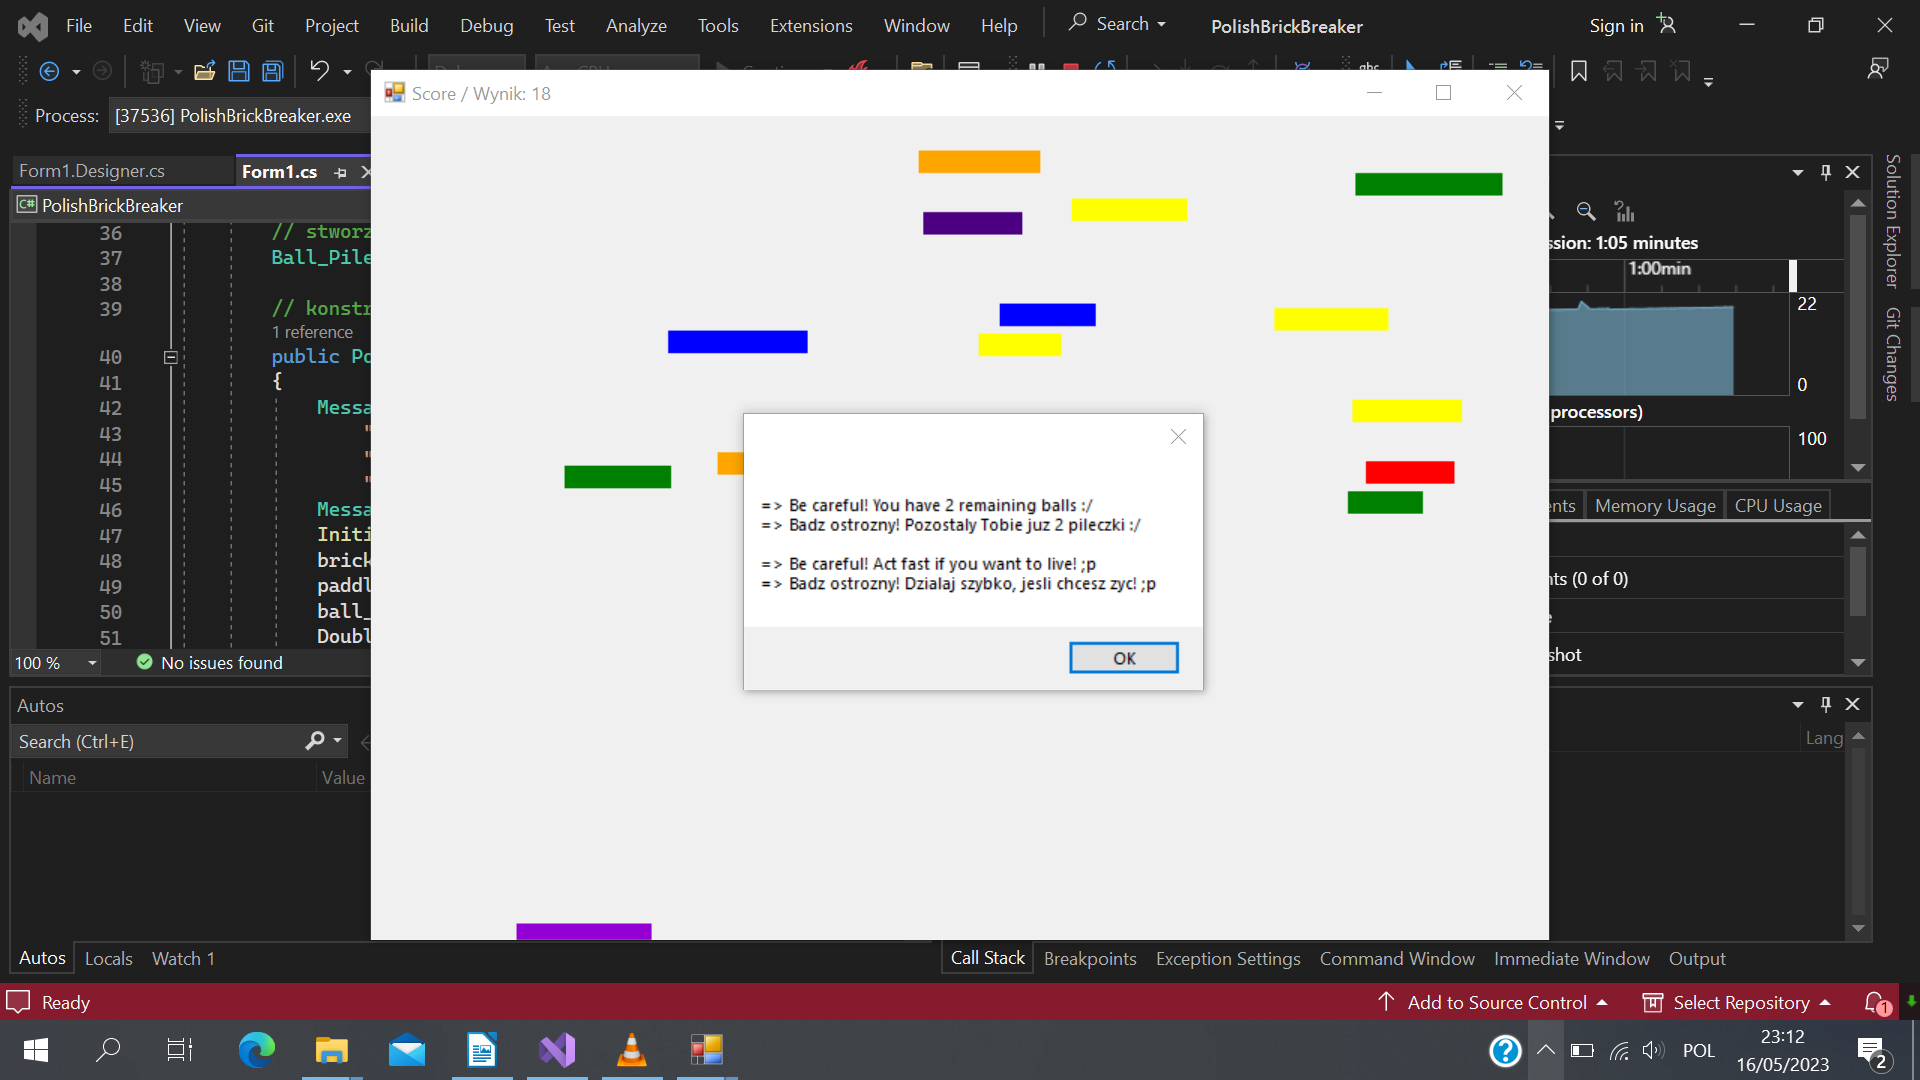 File Edit View Git Project Build Debug Test Analyze Tools Extensions Window Help Search PolishBrickBreaker Sign in
Process: [37536] PolishBrickBreaker.exe
Score / Wynik: 18
Form1.Designer.cs Form1.cs
C# PolishBrickBreaker
36 // stworz
37 Ball_Pile
38
39 // konstr
1 reference
40 public Po
41 {
42 Messa
43 "
44 "
45 "
46 Messa
47 Initi
48 brick
49 paddl
50 ball_
51 Doubl
100 % No issues found
=> Be careful! You have 2 remaining balls :/
=> Badz ostrozny! Pozostaly Tobie juz 2 pileczki :/
=> Be careful! Act fast if you want to live! ;p
=> Badz ostrozny! Dzialaj szybko, jesli chcesz zyc! ;p
OK
ssion: 1:05 minutes
1:00min
22
0
processors)
100
ents Memory Usage CPU Usage
nts (0 of 0)
e
shot
Solution Explorer
Git Changes
Autos
Search (Ctrl+E)
Name Value
Lang
Autos Locals Watch 1
Call Stack Breakpoints Exception Settings Command Window Immediate Window Output
Ready Add to Source Control Select Repository 1
POL 23:12
16/05/2023
2